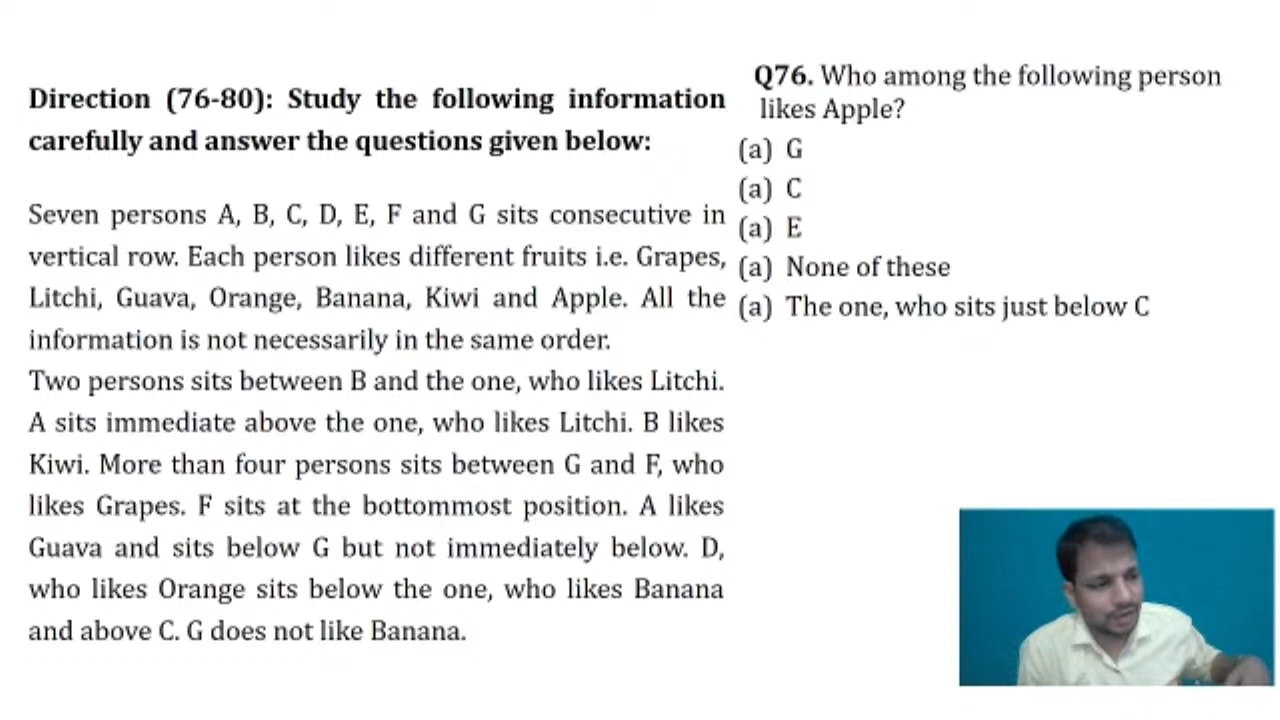 Direction (76-80): Study the following information
carefully and answer the questions given below:
Seven persons A, B, C, D, E, F and G sits consecutive in
vertical row. Each person likes different fruits i.e. Grapes,
Litchi, Guava, Orange, Banana, Kiwi and Apple. All the
information is not necessarily in the same order.
Two persons sits between B and the one, who likes Litchi.
A sits immediate above the one, who likes Litchi. B likes
Kiwi. More than four persons sits between G and F, who
likes Grapes. F sits at the bottommost position. A likes
Guava and sits below G but not immediately below. D,
who likes Orange sits below the one, who likes Banana
and above C. G does not like Banana.
Q76. Who among the following person
likes Apple?
(a) G
(a) C
(a) E
(a) None of these
(a) The one, who sits just below C